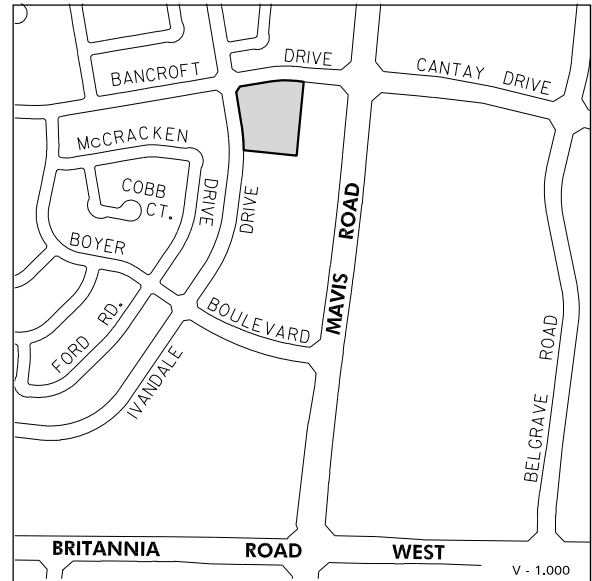 BANCROFT DRIVE
CANTAY DRIVE
McCRACKEN DRIVE
COBB
CT.
DRIVE
MAVIS ROAD
BOYER BOULEVARD
FORD RD.
IVANDALE
BELGRAVE ROAD
BRITANNIA ROAD WEST
V - 1.000